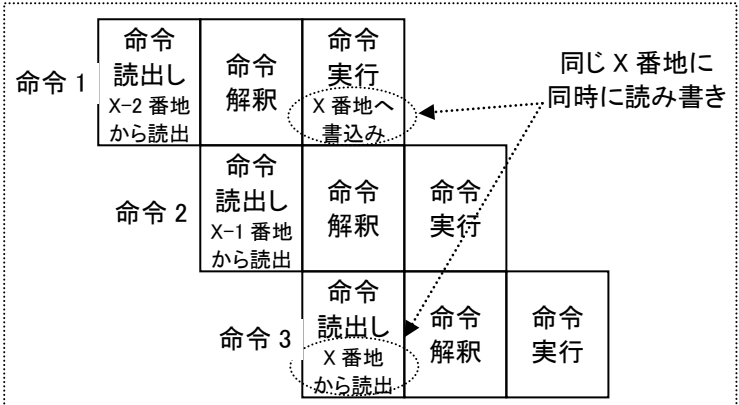 命令 1
命令
読出し
X-2 番地
から読出
命令
解釈
命令
実行
X 番地へ
書込み
同じ X 番地に
同時に読み書き
命令 2
命令
読出し
X-1 番地
から読出
命令
解釈
命令
実行
命令 3
命令
読出し
X 番地
から読出
命令
解釈
命令
実行